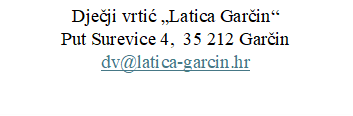 Dječji vrtić „Latica Garčin“
Put Surevice 4,  35 212 Garčin
dv@latica-garcin.hr